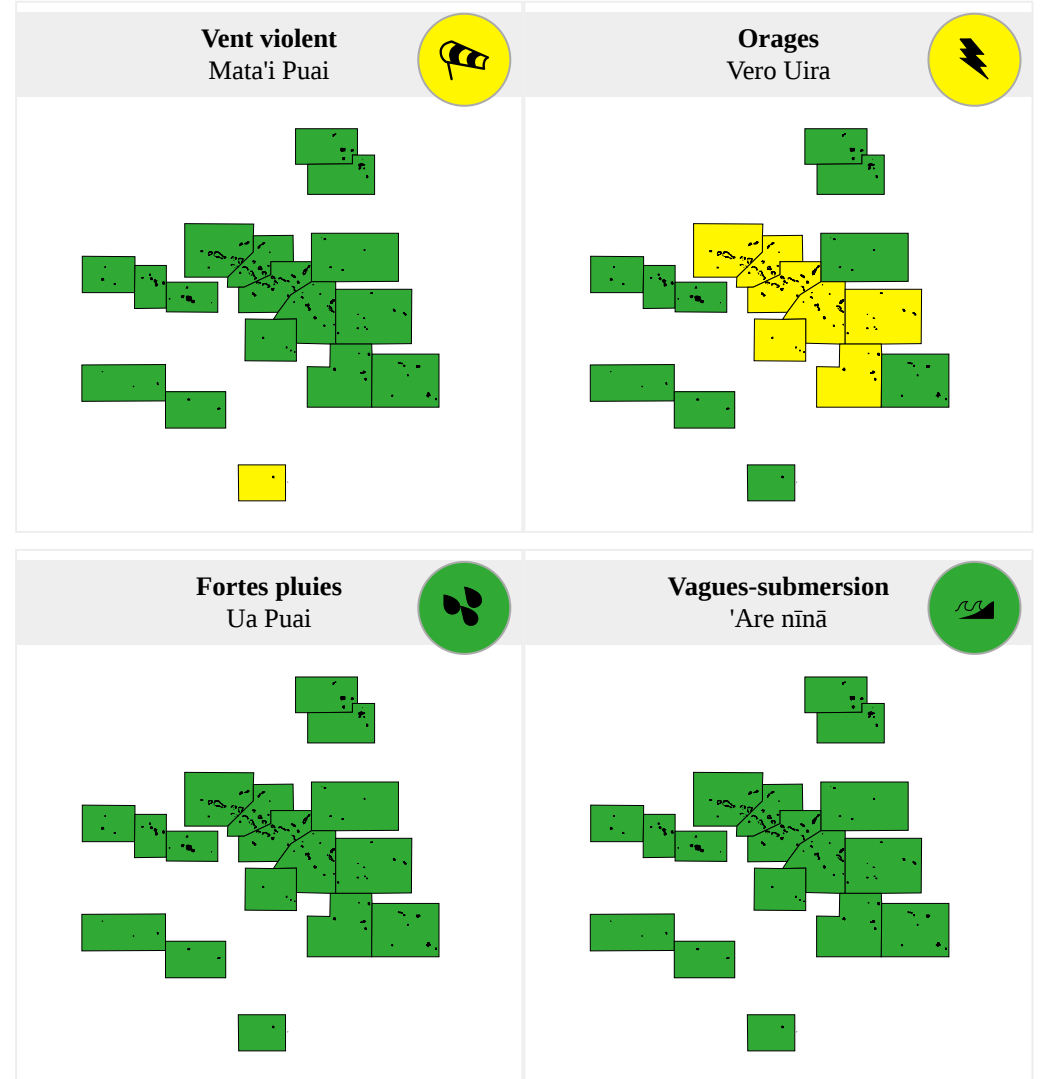 Vent violent
Mata'i Puai
Orages
Vero Uira
Fortes pluies
Ua Puai
Vagues-submersion
'Are nīnā